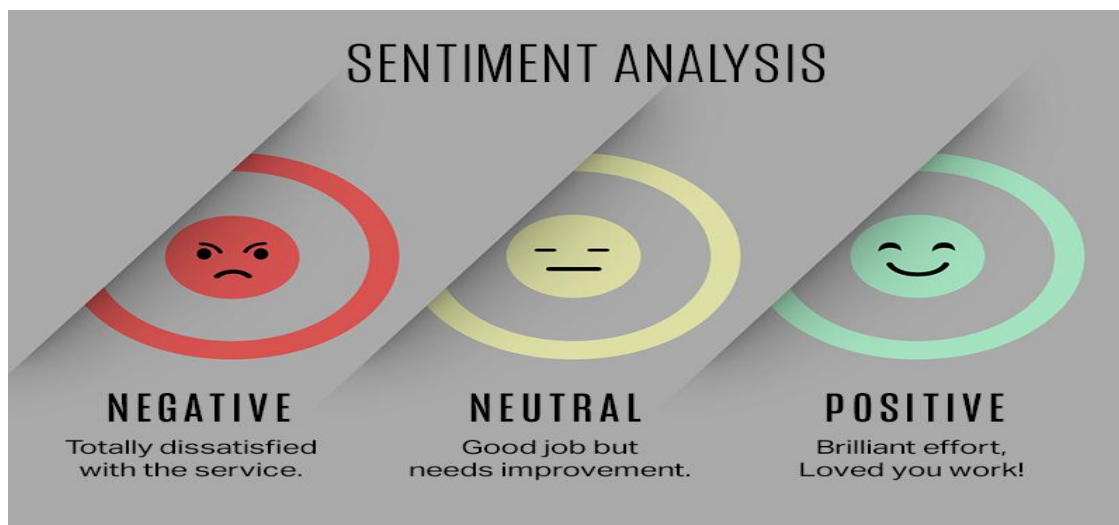 SENTIMENT ANALYSIS
NEGATIVE
Totally dissatisfied
with the service.
NEUTRAL
Good job but
needs improvement.
POSITIVE
Brilliant effort,
Loved you work!